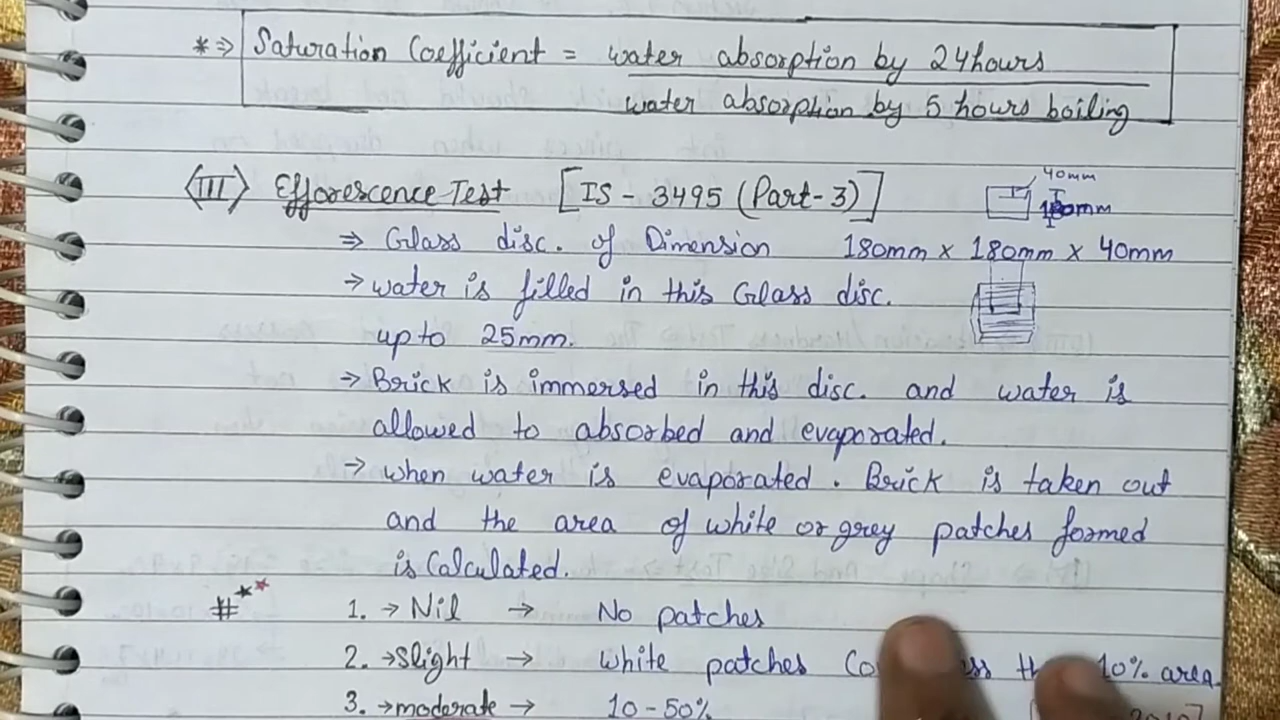 *⇒ Saturation Coefficient = water absorption by 24 hours
water absorption by 5 hours boiling
<III> Efflorescence Test [IS - 3495 (Part-3)]
40mm
⇒ Glass disc. of Dimension 180mm x 180mm x 40mm
→ water is filled in this Glass disc.
up to 25mm.
→ Brick is immersed in this disc. and water is
allowed to absorbed and evaporated.
→ when water is evaporated. Brick is taken out
and the area of white or grey patches formed
is Calculated.
#** 1. → Nil → No patches
2. → Slight → white patches 10% area.
3. → moderate → 10-50%